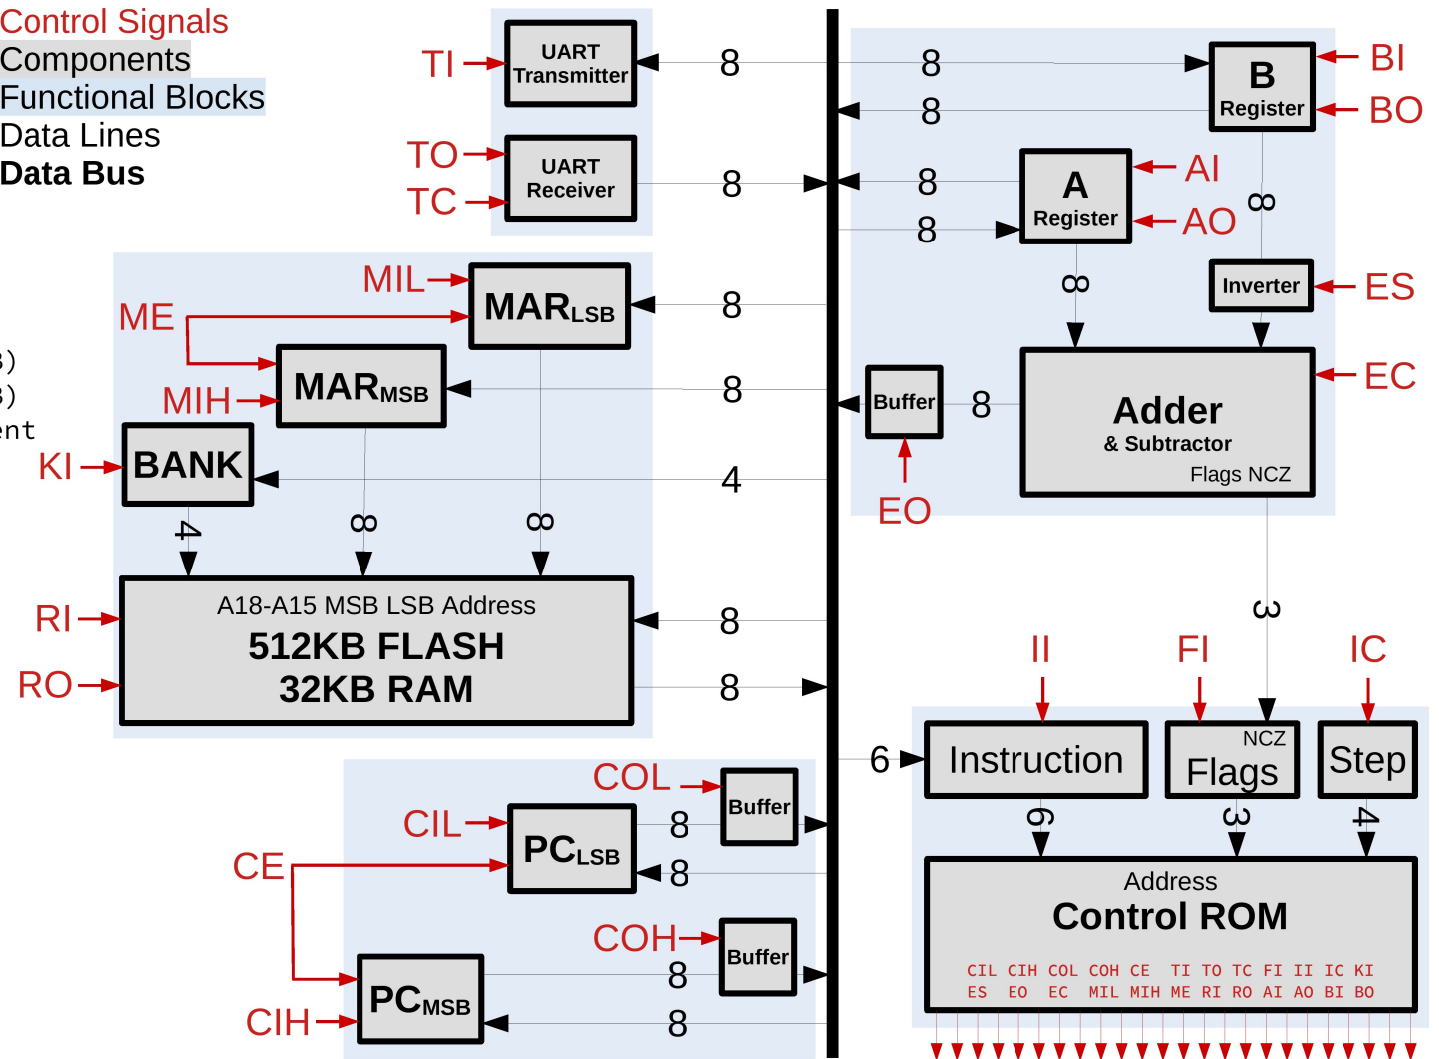 Control Signals
Components
Functional Blocks
Data Lines
Data Bus
B)
B)
ent
TI
UART
Transmitter
8
8
B
Register
BI
BO
8
TO
TC
UART
Receiver
8
8
A
Register
AI
AO
8
8
MIL
MAR LSB
8
ME
MAR MSB
MIH
8
KI
BANK
4
4
8
8
8
Inverter
ES
Buffer
8
EO
Adder
& Subtractor
Flags NCZ
EC
RI
RO
A18-A15 MSB LSB Address
512KB FLASH
32KB RAM
8
8
3
II
FI
IC
6
Instruction
NCZ
Flags
Step
6
3
4
COL
Buffer
CIL
PC LSB
8
8
CE
COH
Buffer
PC MSB
8
CIH
8
Address
Control ROM
CIL CIH COL COH CE TI TO TC FI II IC KI
ES EO EC MIL MIH ME RI RO AI AO BI BO